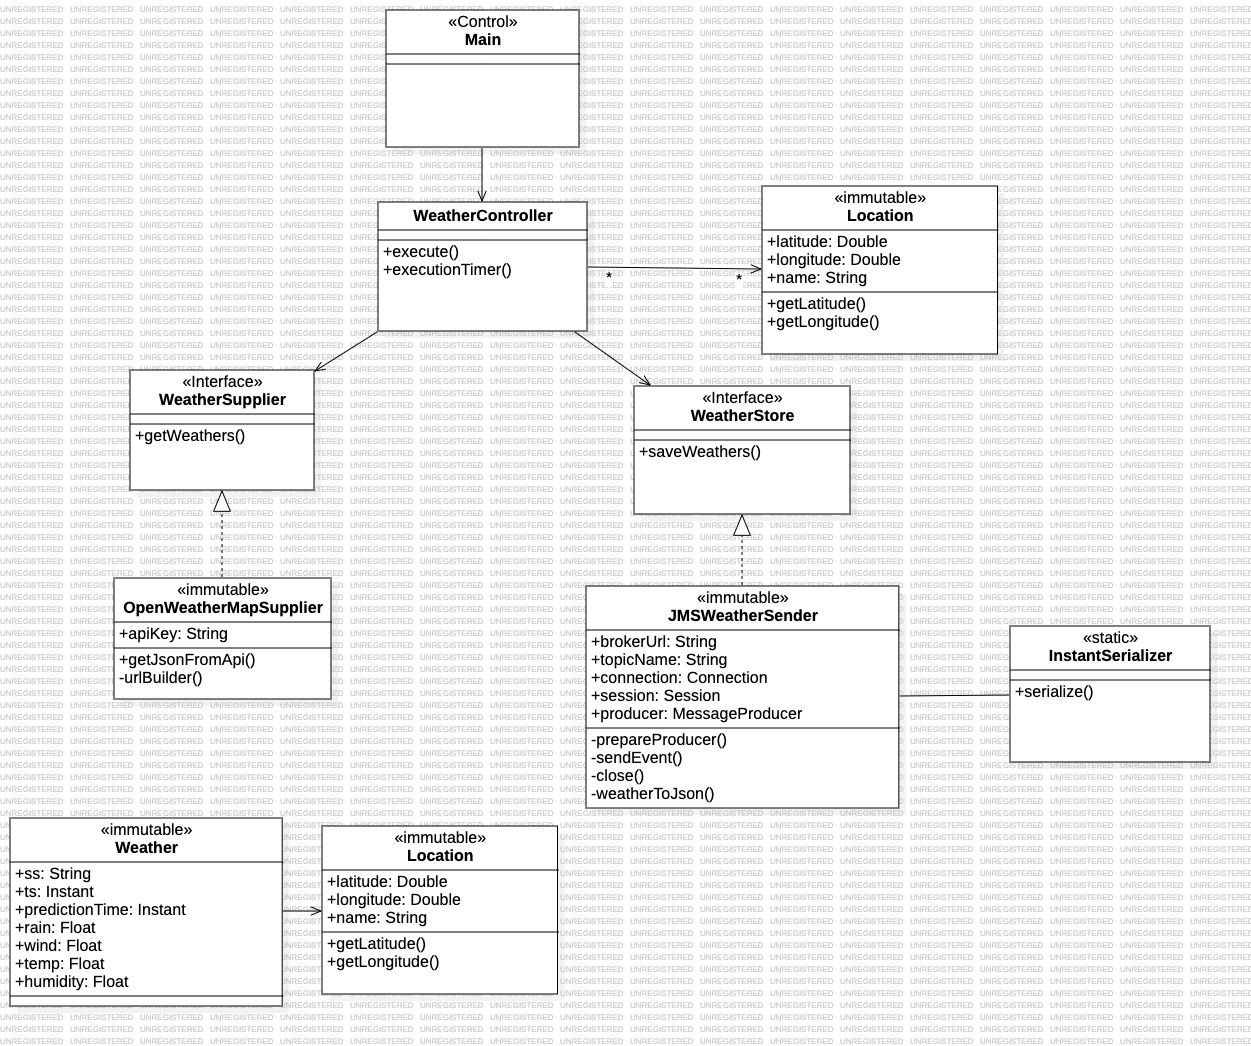 «Control»
Main
WeatherController
+execute()
+executionTimer()
*
*
«immutable»
Location
+latitude: Double
+longitude: Double
+name: String
+getLatitude()
+getLongitude()
«Interface»
WeatherSupplier
+getWeathers()
«Interface»
WeatherStore
+saveWeathers()
«immutable»
OpenWeatherMapSupplier
+apiKey: String
+getJsonFromApi()
-urlBuilder()
«immutable»
JMSWeatherSender
+brokerUrl: String
+topicName: String
+connection: Connection
+session: Session
+producer: MessageProducer
-prepareProducer()
-sendEvent()
-close()
-weatherToJson()
«static»
InstantSerializer
+serialize()
«immutable»
Weather
+ss: String
+ts: Instant
+predictionTime: Instant
+rain: Float
+wind: Float
+temp: Float
+humidity: Float
«immutable»
Location
+latitude: Double
+longitude: Double
+name: String
+getLatitude()
+getLongitude()
UNREGISTERED